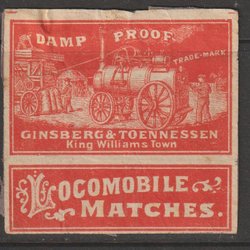 DAMP PROOF
TRADE-MARK
GINSBERG & TOENNESSEN
King Williams Town
LOCOMOBILE
MATCHES.